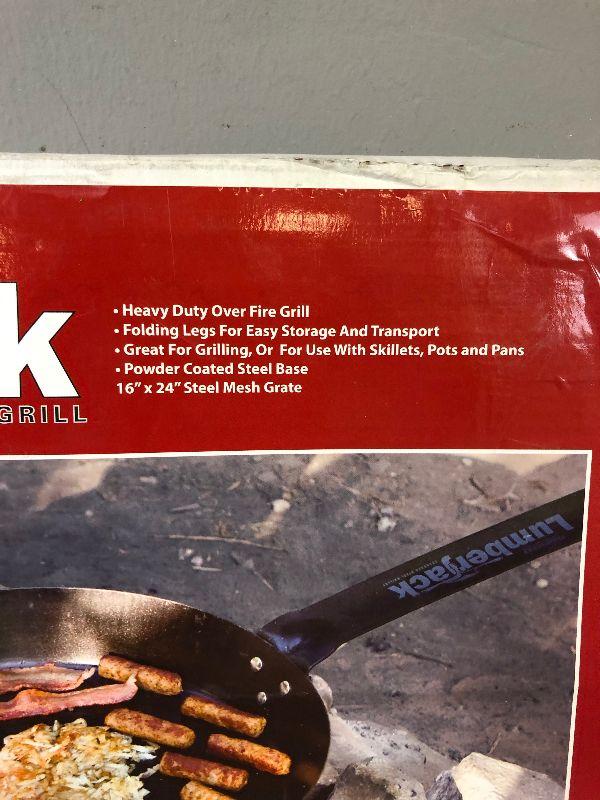 k
GRILL
• Heavy Duty Over Fire Grill
• Folding Legs For Easy Storage And Transport
• Great For Grilling, Or For Use With Skillets, Pots and Pans
• Powder Coated Steel Base
16” x 24” Steel Mesh Grate
Lumberjack